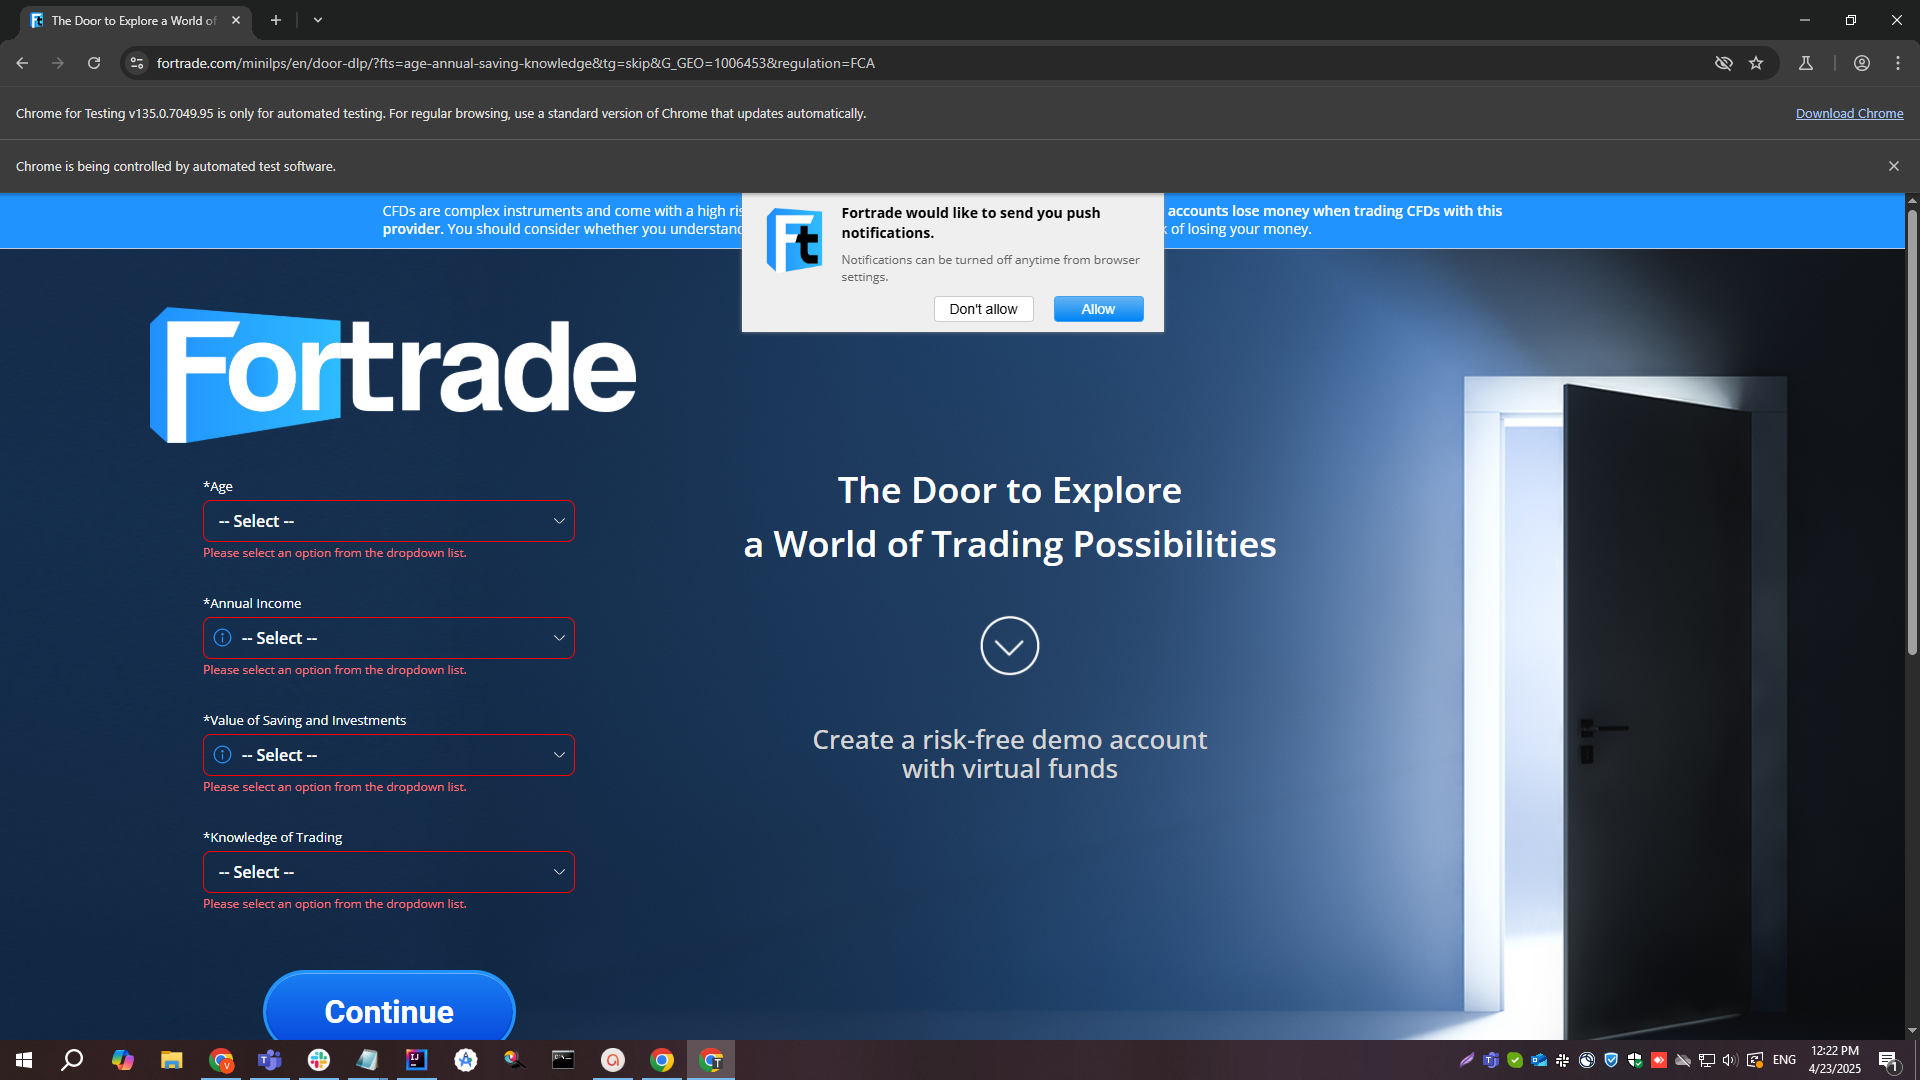 The Door to Explore a World of
fortrade.com/minilps/en/door-dlp/?fts=age-annual-saving-knowledge&tg=skip&G_GEO=1006453&regulation=FCA
Chrome for Testing v135.0.7049.95 is only for automated testing. For regular browsing, use a standard version of Chrome that updates automatically.
Download Chrome
Chrome is being controlled by automated test software.
CFDs are complex instruments and come with a high
accounts lose money when trading CFDs with this
provider. You should consider whether you
of losing your money.
Ft
Fortrade would like to send you push
notifications.
Notifications can be turned off anytime from browser
settings.
Don't allow
Allow
Fortrade
*Age
-- Select --
Please select an option from the dropdown list.
*Annual Income
-- Select --
Please select an option from the dropdown list.
*Value of Saving and Investments
-- Select --
Please select an option from the dropdown list.
*Knowledge of Trading
-- Select --
Please select an option from the dropdown list.
Continue
The Door to Explore
a World of Trading Possibilities
Create a risk-free demo account
with virtual funds
ENG
12:22 PM
4/23/2025
1